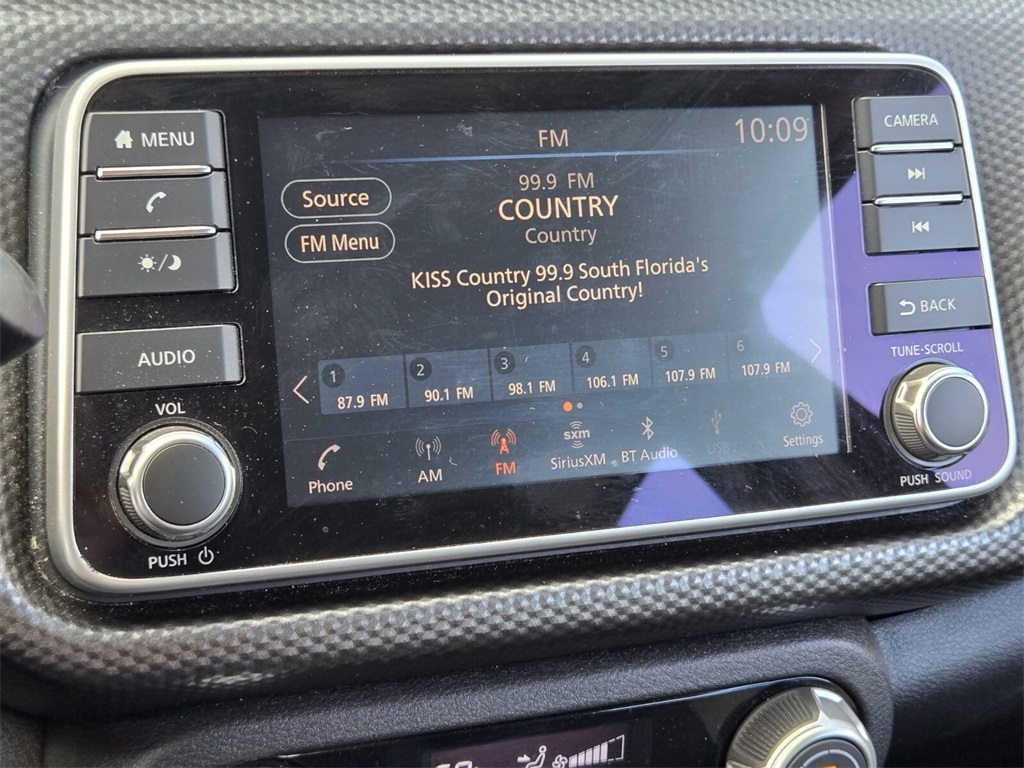 MENU
AUDIO
VOL
PUSH
FM
10:09
Source
FM Menu
99.9 FM
COUNTRY
Country
KISS Country 99.9 South Florida's
Original Country!
1 2 3 4 5 6
87.9 FM 90.1 FM 98.1 FM 106.1 FM 107.9 FM 107.9 FM
Phone AM FM SiriusXM BT Audio USB Settings
sxm
CAMERA
BACK
TUNE·SCROLL
PUSH SOUND